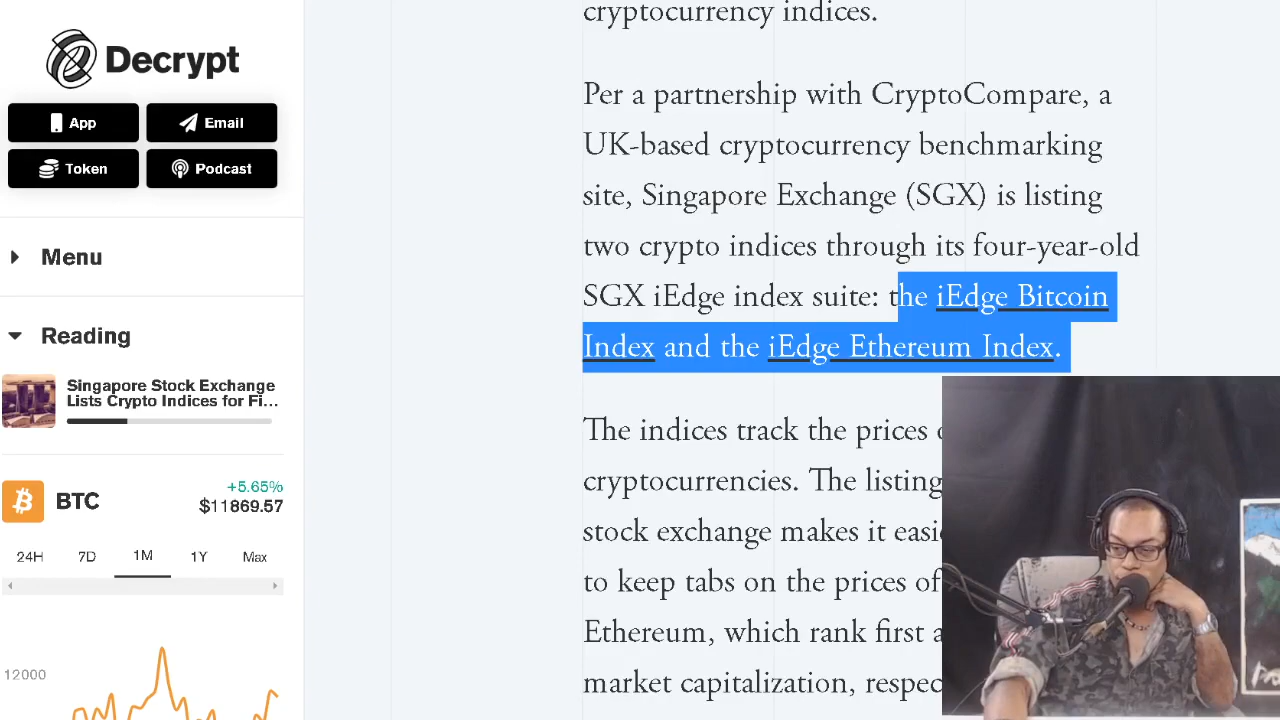 Decrypt
App
Email
Token
Podcast
Menu
Reading
Singapore Stock Exchange
Lists Crypto Indices for Fi...
BTC
+5.65%
$11869.57
24H 7D 1M 1Y Max
12000
cryptocurrency indices.
Per a partnership with CryptoCompare, a
UK-based cryptocurrency benchmarking
site, Singapore Exchange (SGX) is listing
two crypto indices through its four-year-old
SGX iEdge index suite: the iEdge Bitcoin
Index and the iEdge Ethereum Index.
The indices track the prices
cryptocurrencies. The listing
stock exchange makes it
to keep tabs on the prices of
Ethereum, which rank first
market capitalization,